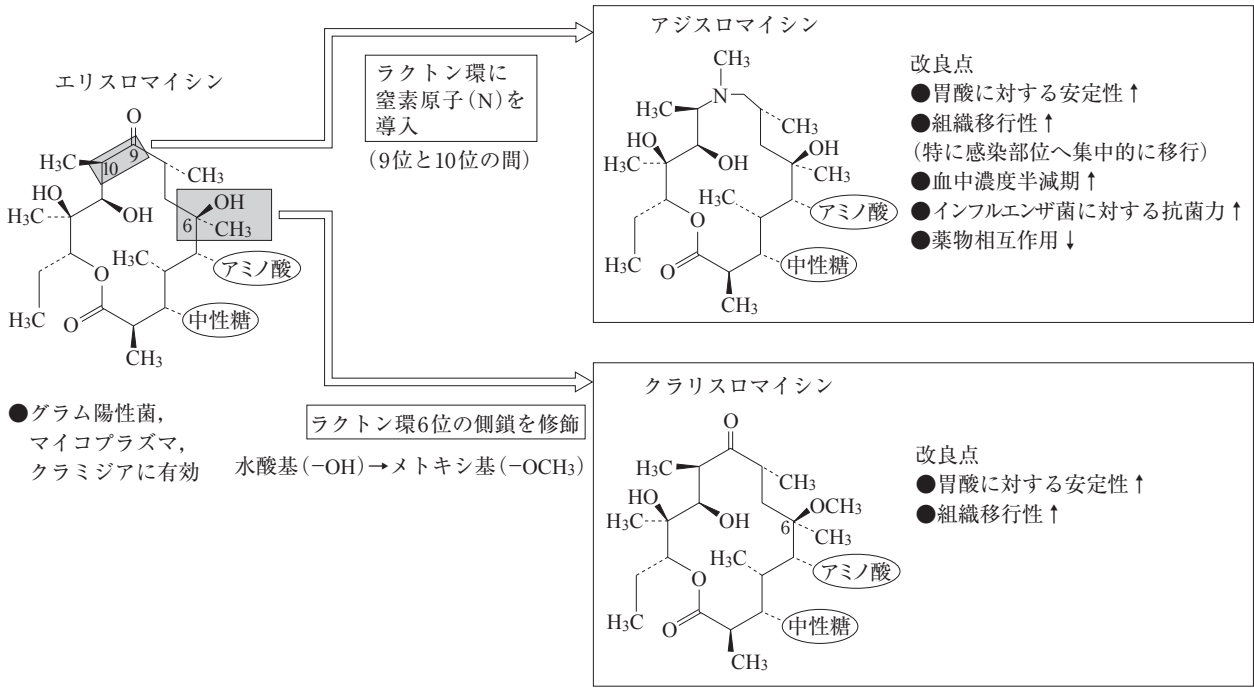 エリスロマイシン
O
9
10
H₃C
CH₃
HO
OH
H₃C
OH
6
CH₃
H₃C
アミノ酸
O
中性糖
O
H₃C
CH₃
●グラム陽性菌,
マイコプラズマ,
クラミジアに有効
ラクトン環に
窒素原子(N)を
導入
(9位と10位の間)
ラクトン環6位の側鎖を修飾
水酸基(−OH)→メトキシ基(−OCH₃)
アジスロマイシン
CH₃
N
H₃C
CH₃
HO
OH
H₃C
OH
CH₃
H₃C
アミノ酸
O
中性糖
H₃C
O
CH₃
改良点
●胃酸に対する安定性↑
●組織移行性↑
(特に感染部位へ集中的に移行)
●血中濃度半減期↑
●インフルエンザ菌に対する抗菌力↑
●薬物相互作用↓
クラリスロマイシン
O
H₃C
CH₃
HO
OCH₃
H₃C
OH
6
CH₃
H₃C
アミノ酸
O
中性糖
H₃C
O
CH₃
改良点
●胃酸に対する安定性↑
●組織移行性↑